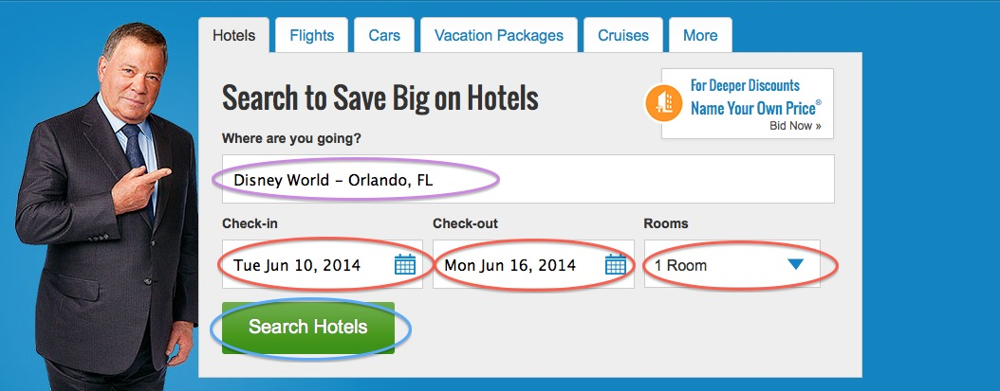 Hotels
Flights
Cars
Vacation Packages
Cruises
More
Search to Save Big on Hotels
For Deeper Discounts
Name Your Own Price®
Bid Now »
Where are you going?
Disney World – Orlando, FL
Check-in
Check-out
Rooms
Tue Jun 10, 2014
Mon Jun 16, 2014
1 Room
Search Hotels